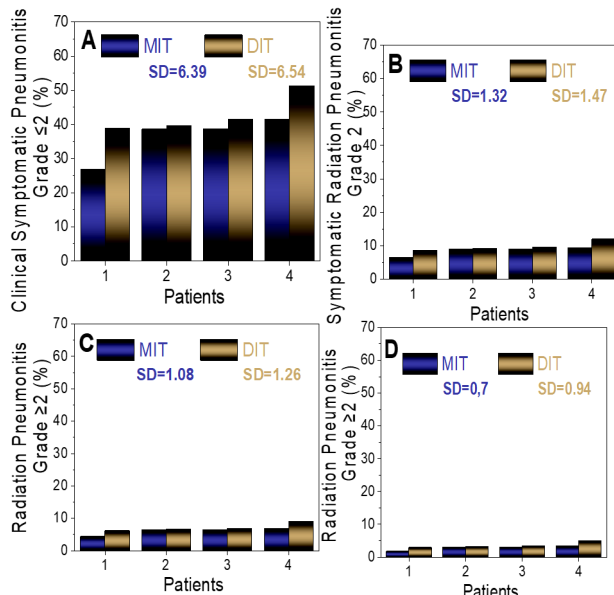 A
MIT
DIT
SD=6.39
SD=6.54
Clinical Symptomatic Pneumonitis
Grade ≤2 (%)
70
60
50
40
30
20
10
0
1 2 3 4
Patients
B
MIT
DIT
SD=1.32
SD=1.47
Symptomatic Radiation Pneumonitis
Grade 2 (%)
70
60
50
40
30
20
10
0
1 2 3 4
Patients
C
MIT
DIT
SD=1.08
SD=1.26
Radiation Pneumonitis
Grade ≥2 (%)
70
60
50
40
30
20
10
0
1 2 3 4
Patients
D
MIT
DIT
SD=0,7
SD=0.94
Radiation Pneumonitis
Grade ≥2 (%)
70
60
50
40
30
20
10
0
1 2 3 4
Patients